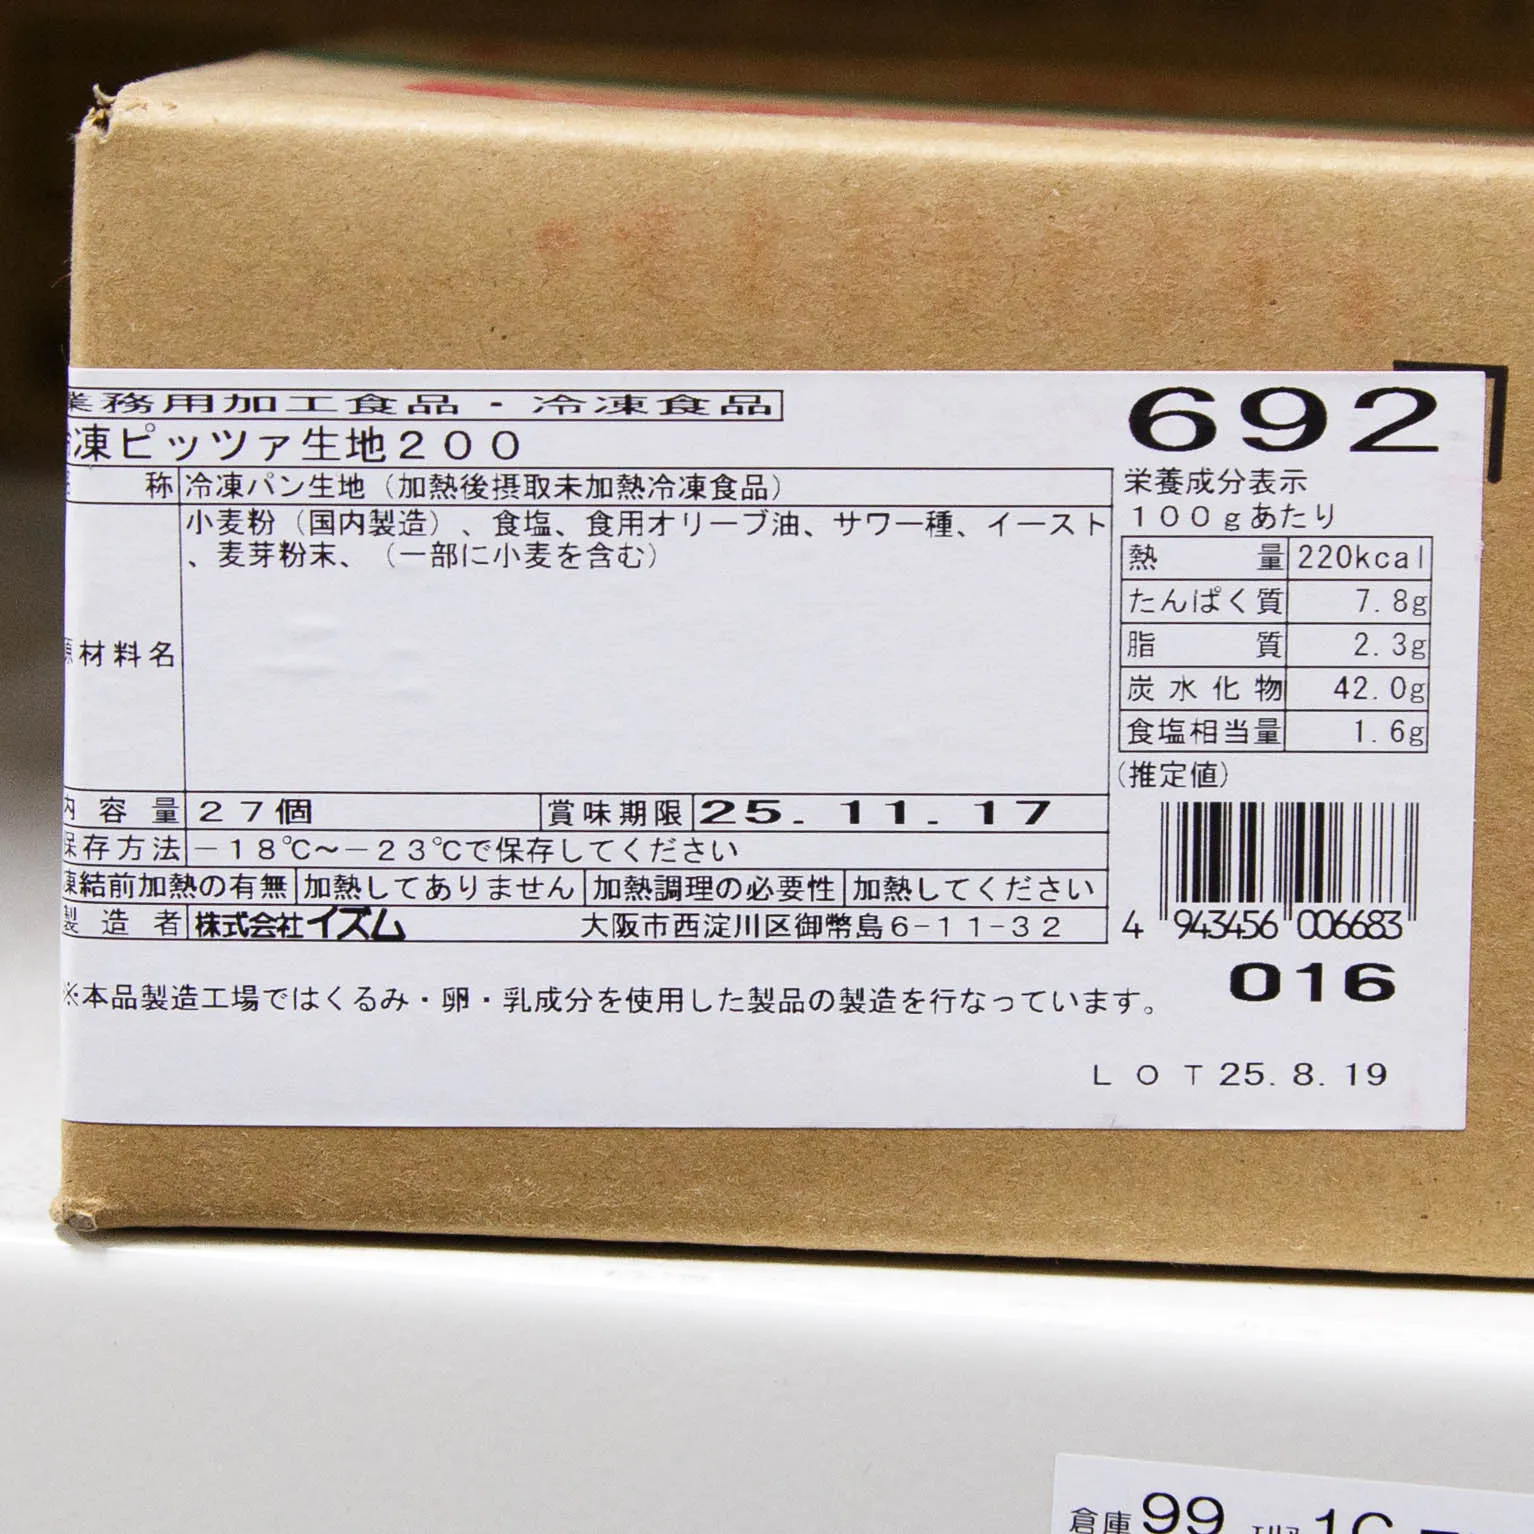 業務用加工食品・冷凍食品
692
冷凍ピッツァ生地200
称 冷凍パン生地（加熱後摂取未加熱冷凍食品）
小麦粉（国内製造）、食塩、食用オリーブ油、サワー種、イースト
、麦芽粉末、（一部に小麦を含む）
原材料名
内容量 27個 賞味期限 25.11.17
保存方法 －18℃～－23℃で保存してください
凍結前加熱の有無 加熱してありません 加熱調理の必要性 加熱してください
製造者 株式会社イズム 大阪市西淀川区御幣島6-11-32
※本品製造工場ではくるみ・卵・乳成分を使用した製品の製造を行なっています。
栄養成分表示
100gあたり
熱量 220kcal
たんぱく質 7.8g
脂質 2.3g
炭水化物 42.0g
食塩相当量 1.6g
(推定値)
4 943456 006683
016
LOT25.8.19
倉庫 99 エリア 1C